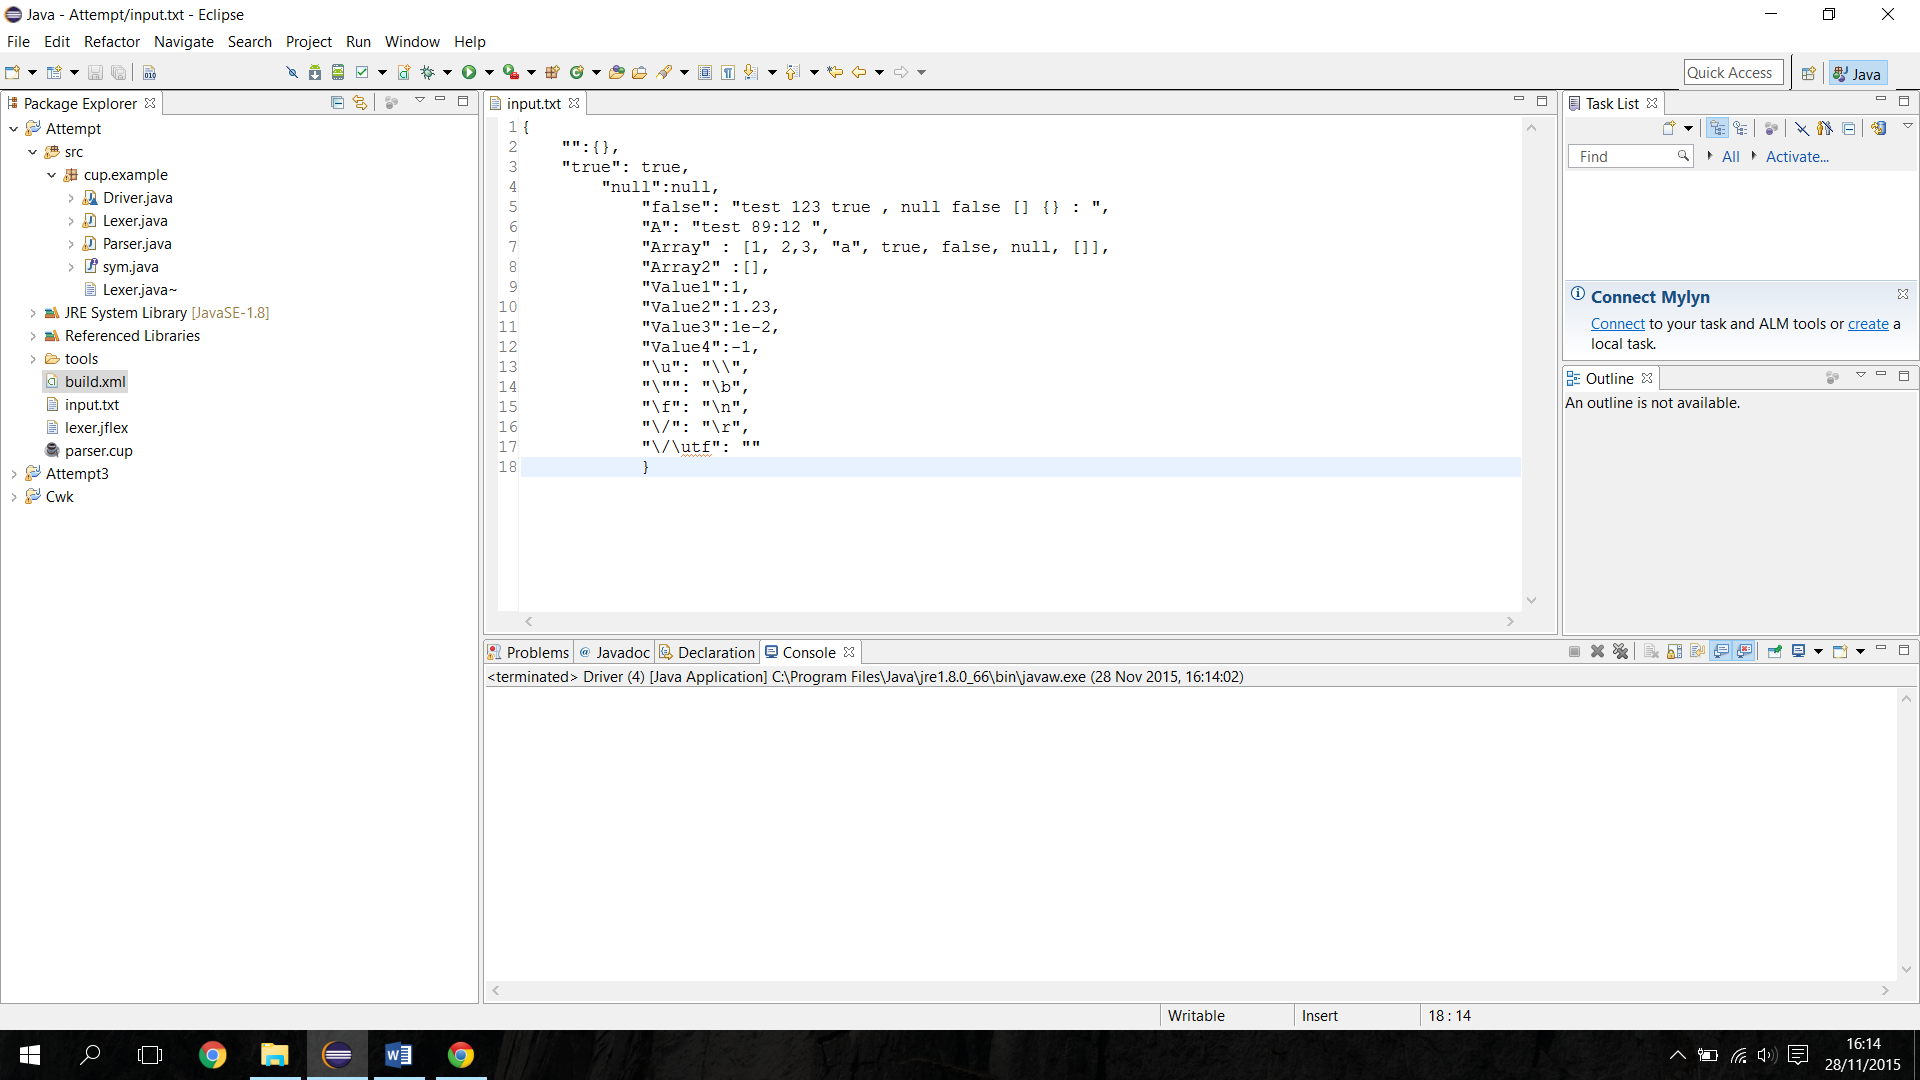 Java - Attempt/input.txt - Eclipse
File Edit Refactor Navigate Search Project Run Window Help
Quick Access
Java
Package Explorer
Attempt
src
cup.example
Driver.java
Lexer.java
Parser.java
sym.java
Lexer.java~
JRE System Library [JavaSE-1.8]
Referenced Libraries
tools
build.xml
input.txt
lexer.jflex
parser.cup
Attempt3
Cwk
input.txt
1 {
2 "":{},
3 "true": true,
4 "null":null,
5 "false": "test 123 true , null false [] {} : ",
6 "A": "test 89:12 ",
7 "Array" : [1, 2,3, "a", true, false, null, []],
8 "Array2" :[],
9 "Value1":1,
10 "Value2":1.23,
11 "Value3":1e-2,
12 "Value4":-1,
13 "\u": "\\",
14 "\"": "\b",
15 "\f": "\n",
16 "\/": "\r",
17 "\/\utf": ""
18 }
Task List
Find
All
Activate...
Connect Mylyn
Connect to your task and ALM tools or create a
local task.
Outline
An outline is not available.
Problems @ Javadoc Declaration Console
<terminated> Driver (4) [Java Application] C:\Program Files\Java\jre1.8.0_66\bin\javaw.exe (28 Nov 2015, 16:14:02)
Writable Insert 18 : 14
16:14
28/11/2015